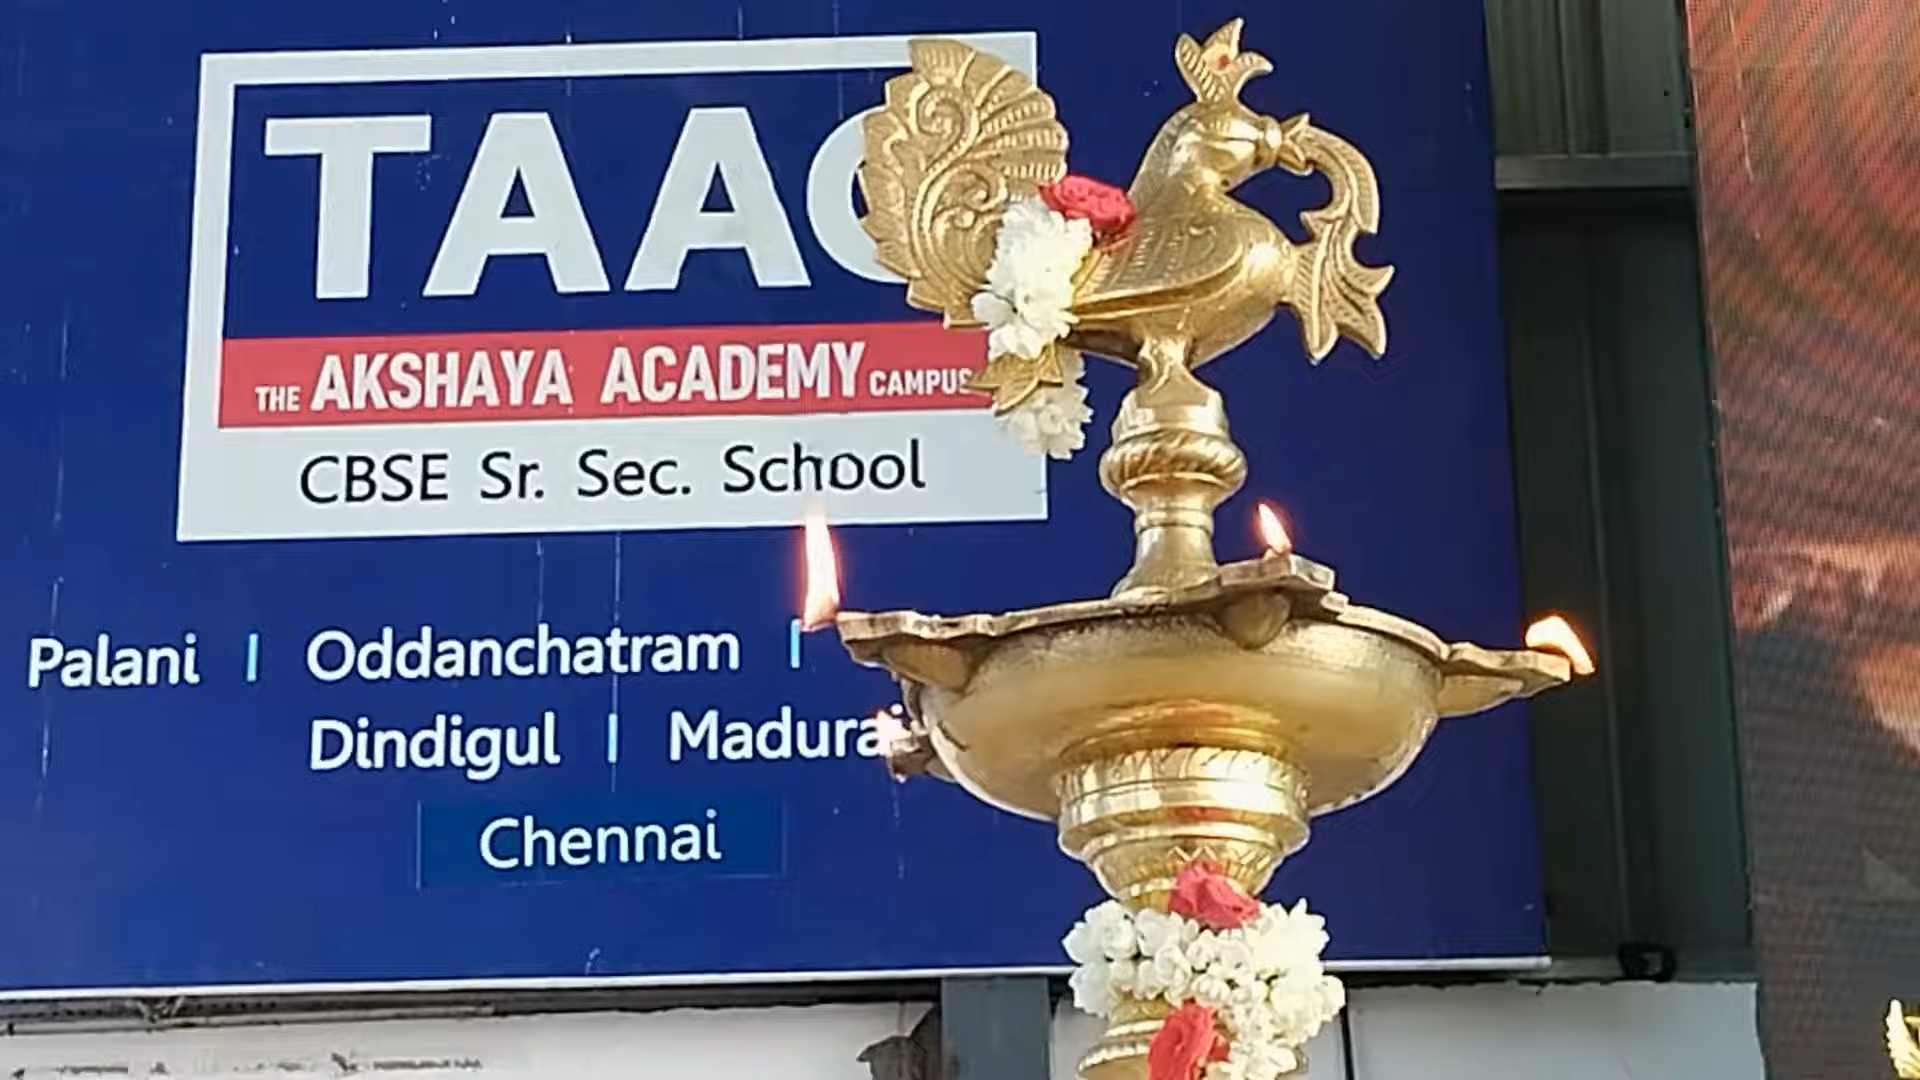 TAAC
THE AKSHAYA ACADEMY CAMPUS
CBSE Sr. Sec. School
Palani | Oddanchatram |
Dindigul | Madurai
Chennai